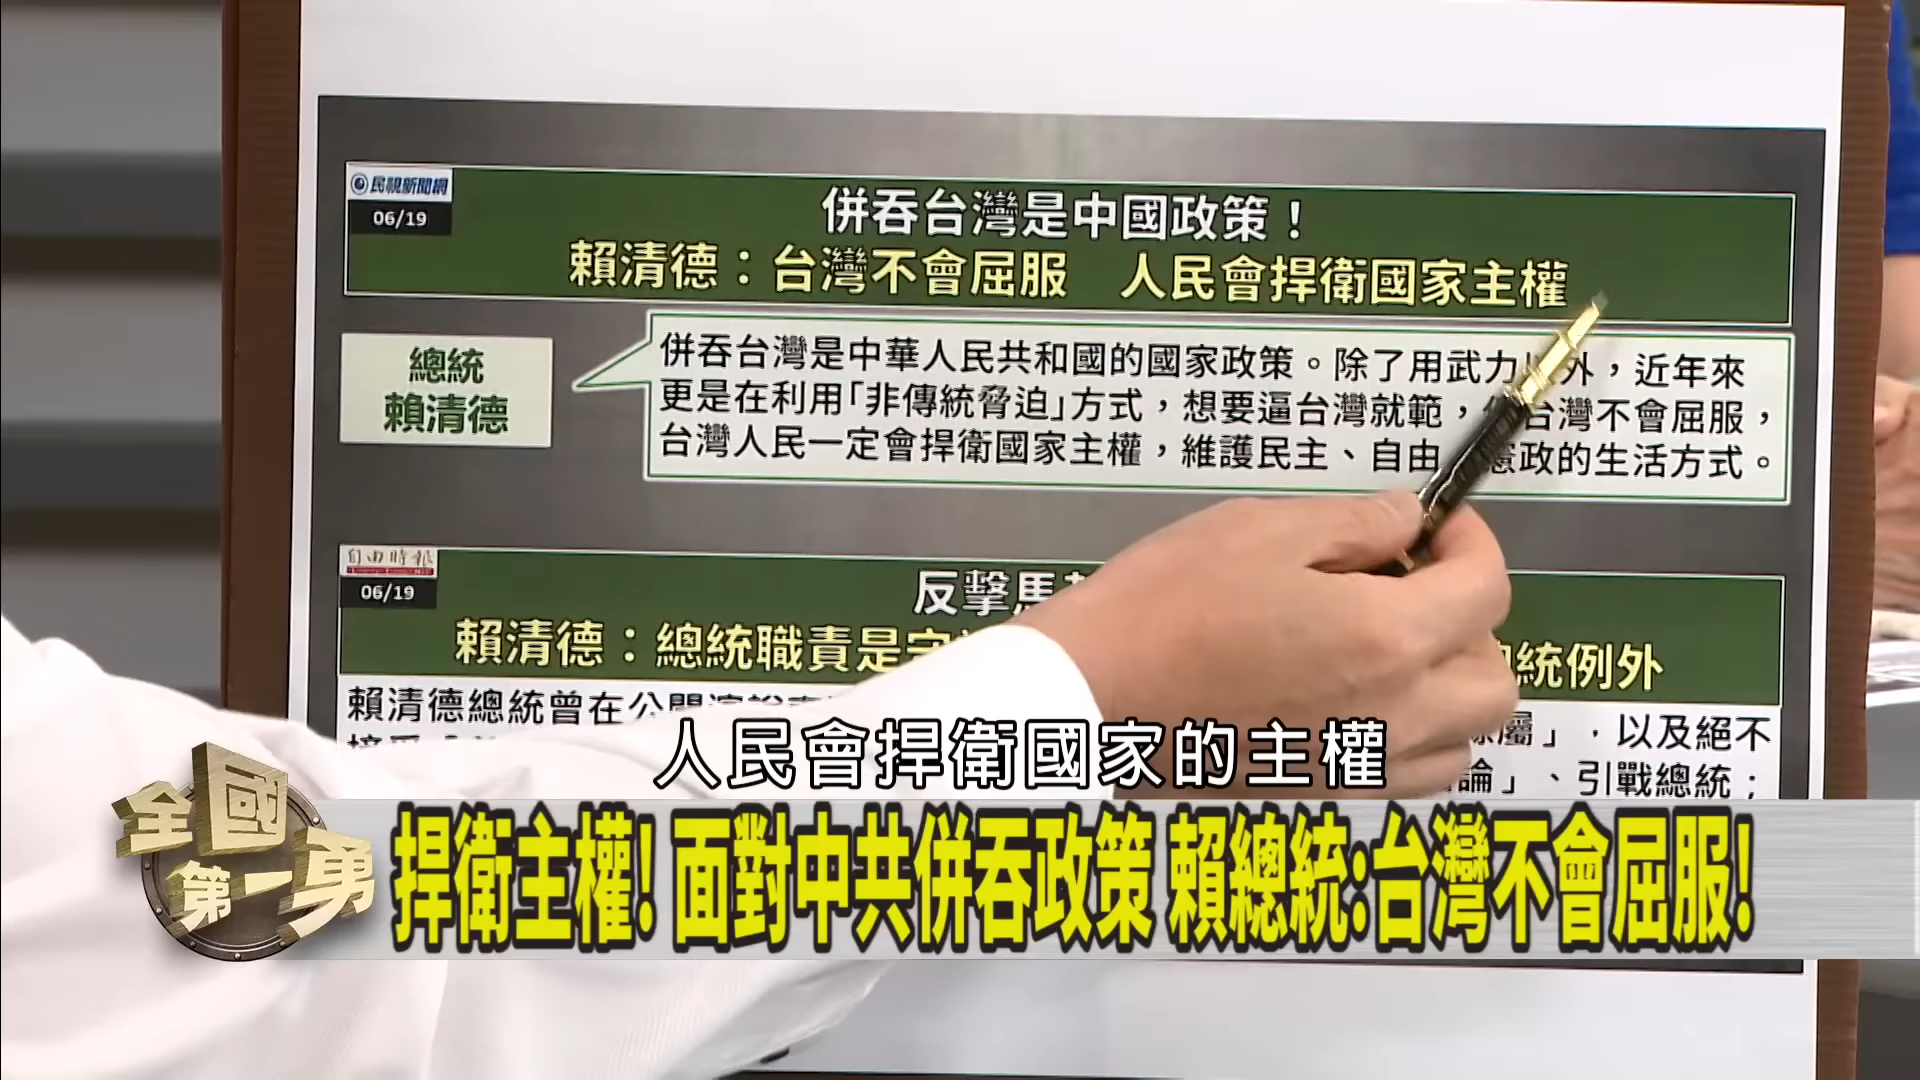 民視新聞網
06/19
併吞台灣是中國政策！
賴清德：台灣不會屈服 人民會捍衛國家主權
總統
賴清德
併吞台灣是中華人民共和國的國家政策。除了用武力 外，近年來
更是在利用「非傳統脅迫」方式，想要逼台灣就範， 台灣不會屈服，
台灣人民一定會捍衛國家主權，維護民主、自由 憲政的生活方式。
自由時報
06/19
反擊馬
賴清德：總統職責是守 統例外
賴清德總統曾在公開演說 屬」，以及絕不
論」、引戰總統；
人民會捍衛國家的主權
全國第一勇
捍衛主權! 面對中共併吞政策 賴總統:台灣不會屈服!